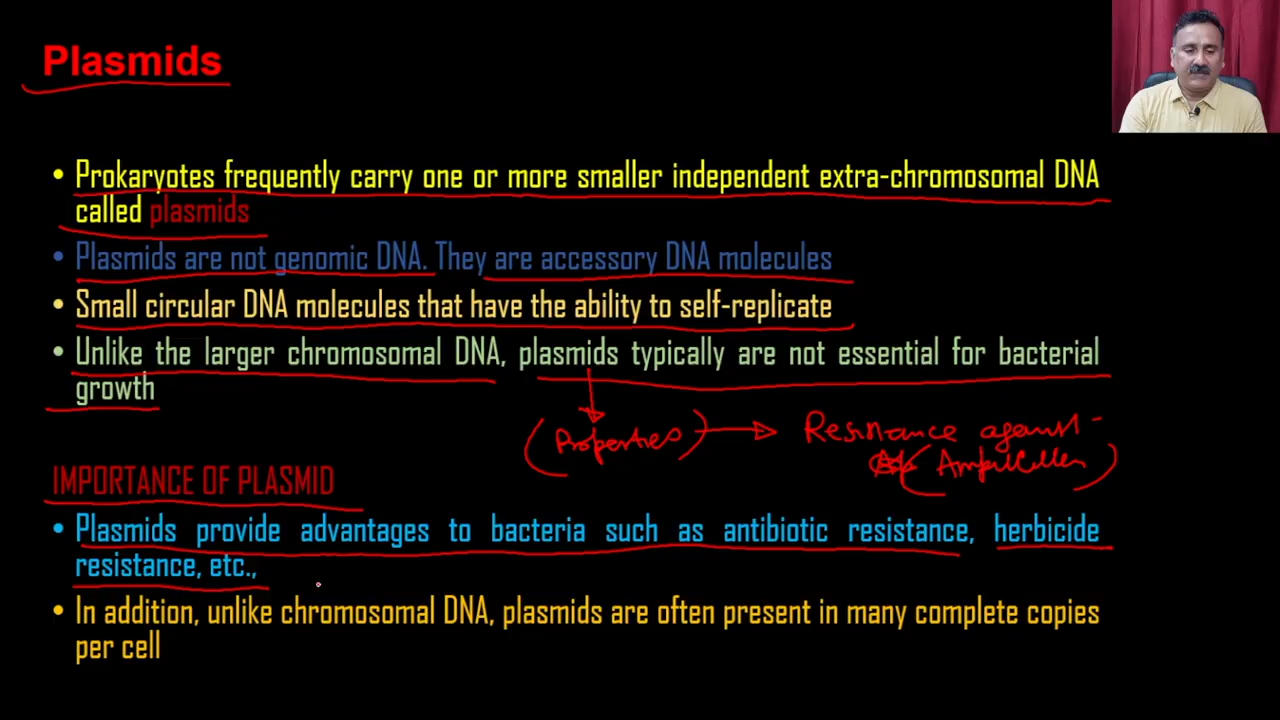 Plasmids
• Prokaryotes frequently carry one or more smaller independent extra-chromosomal DNA
called plasmids
• Plasmids are not genomic DNA. They are accessory DNA molecules
• Small circular DNA molecules that have the ability to self-replicate
• Unlike the larger chromosomal DNA, plasmids typically are not essential for bacterial
growth
(Properties) → Resistance against
(Ampicillin)
IMPORTANCE OF PLASMID
• Plasmids provide advantages to bacteria such as antibiotic resistance, herbicide
resistance, etc.,
• In addition, unlike chromosomal DNA, plasmids are often present in many complete copies
per cell